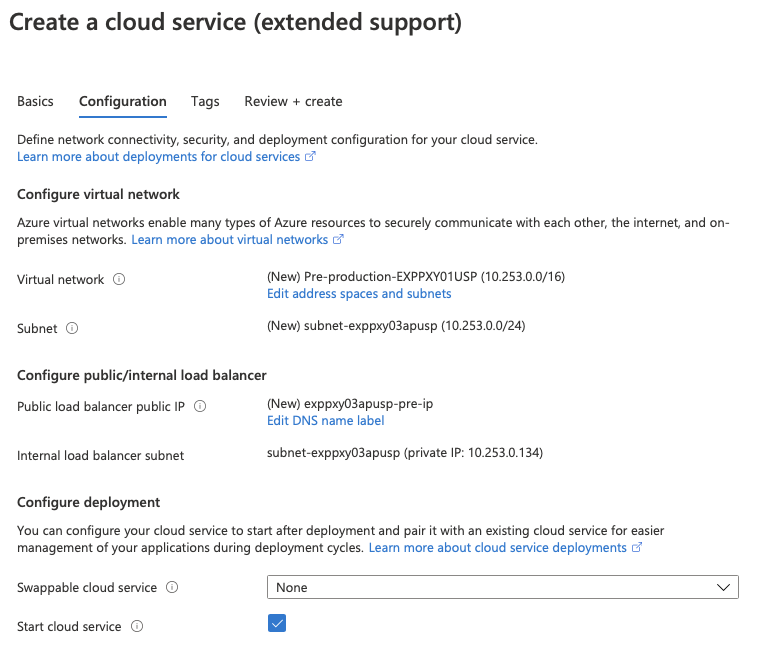 Create a cloud service (extended support)
Basics
Configuration
Tags
Review + create
Define network connectivity, security, and deployment configuration for your cloud service.
Learn more about deployments for cloud services
Configure virtual network
Azure virtual networks enable many types of Azure resources to securely communicate with each other, the internet, and on-
premises networks. Learn more about virtual networks
Virtual network
(New) Pre-production-EXPPXY01USP (10.253.0.0/16)
Edit address spaces and subnets
Subnet
(New) subnet-exppxy03apusp (10.253.0.0/24)
Configure public/internal load balancer
Public load balancer public IP
(New) exppxy03apusp-pre-ip
Edit DNS name label
Internal load balancer subnet
subnet-exppxy03apusp (private IP: 10.253.0.134)
Configure deployment
You can configure your cloud service to start after deployment and pair it with an existing cloud service for easier
management of your applications during deployment cycles. Learn more about cloud service deployments
Swappable cloud service
None
Start cloud service